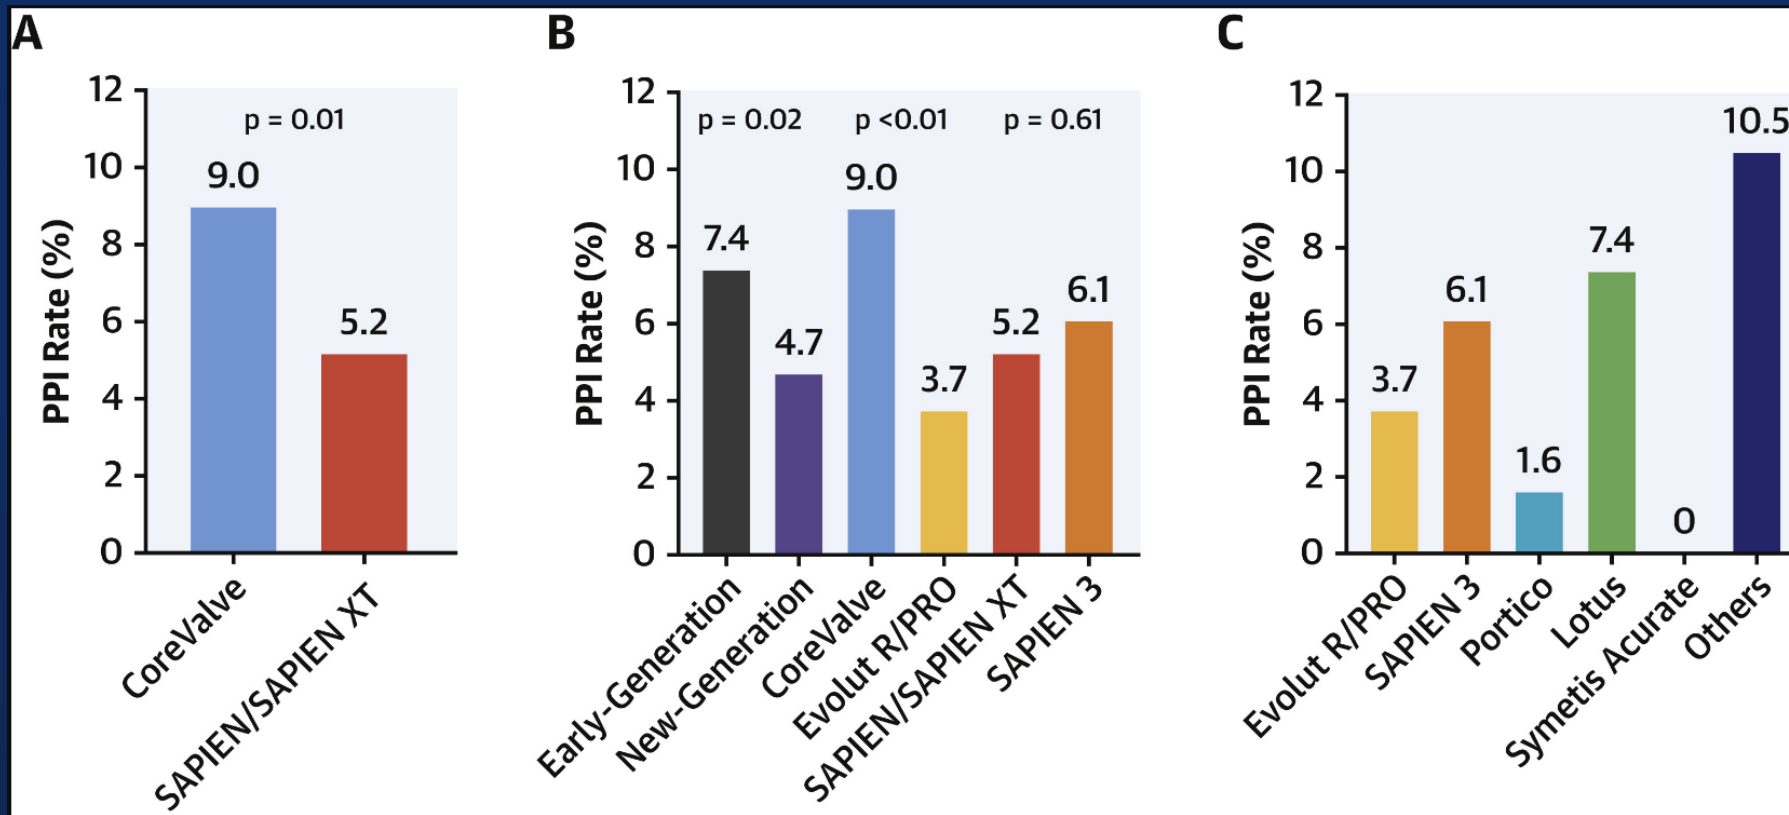 A
PPI Rate (%)
12
10
8
6
4
2
0
p = 0.01
9.0
5.2
CoreValve
SAPIEN/SAPIEN XT
B
PPI Rate (%)
12
10
8
6
4
2
0
p = 0.02 p <0.01 p = 0.61
7.4
4.7
9.0
3.7
5.2
6.1
Early-Generation
New-Generation
CoreValve
Evolut R/PRO
SAPIEN/SAPIEN XT
SAPIEN 3
C
PPI Rate (%)
12
10
8
6
4
2
0
3.7
6.1
1.6
7.4
0
10.5
Evolut R/PRO
SAPIEN 3
Portico
Lotus
Symetis Acurate
Others